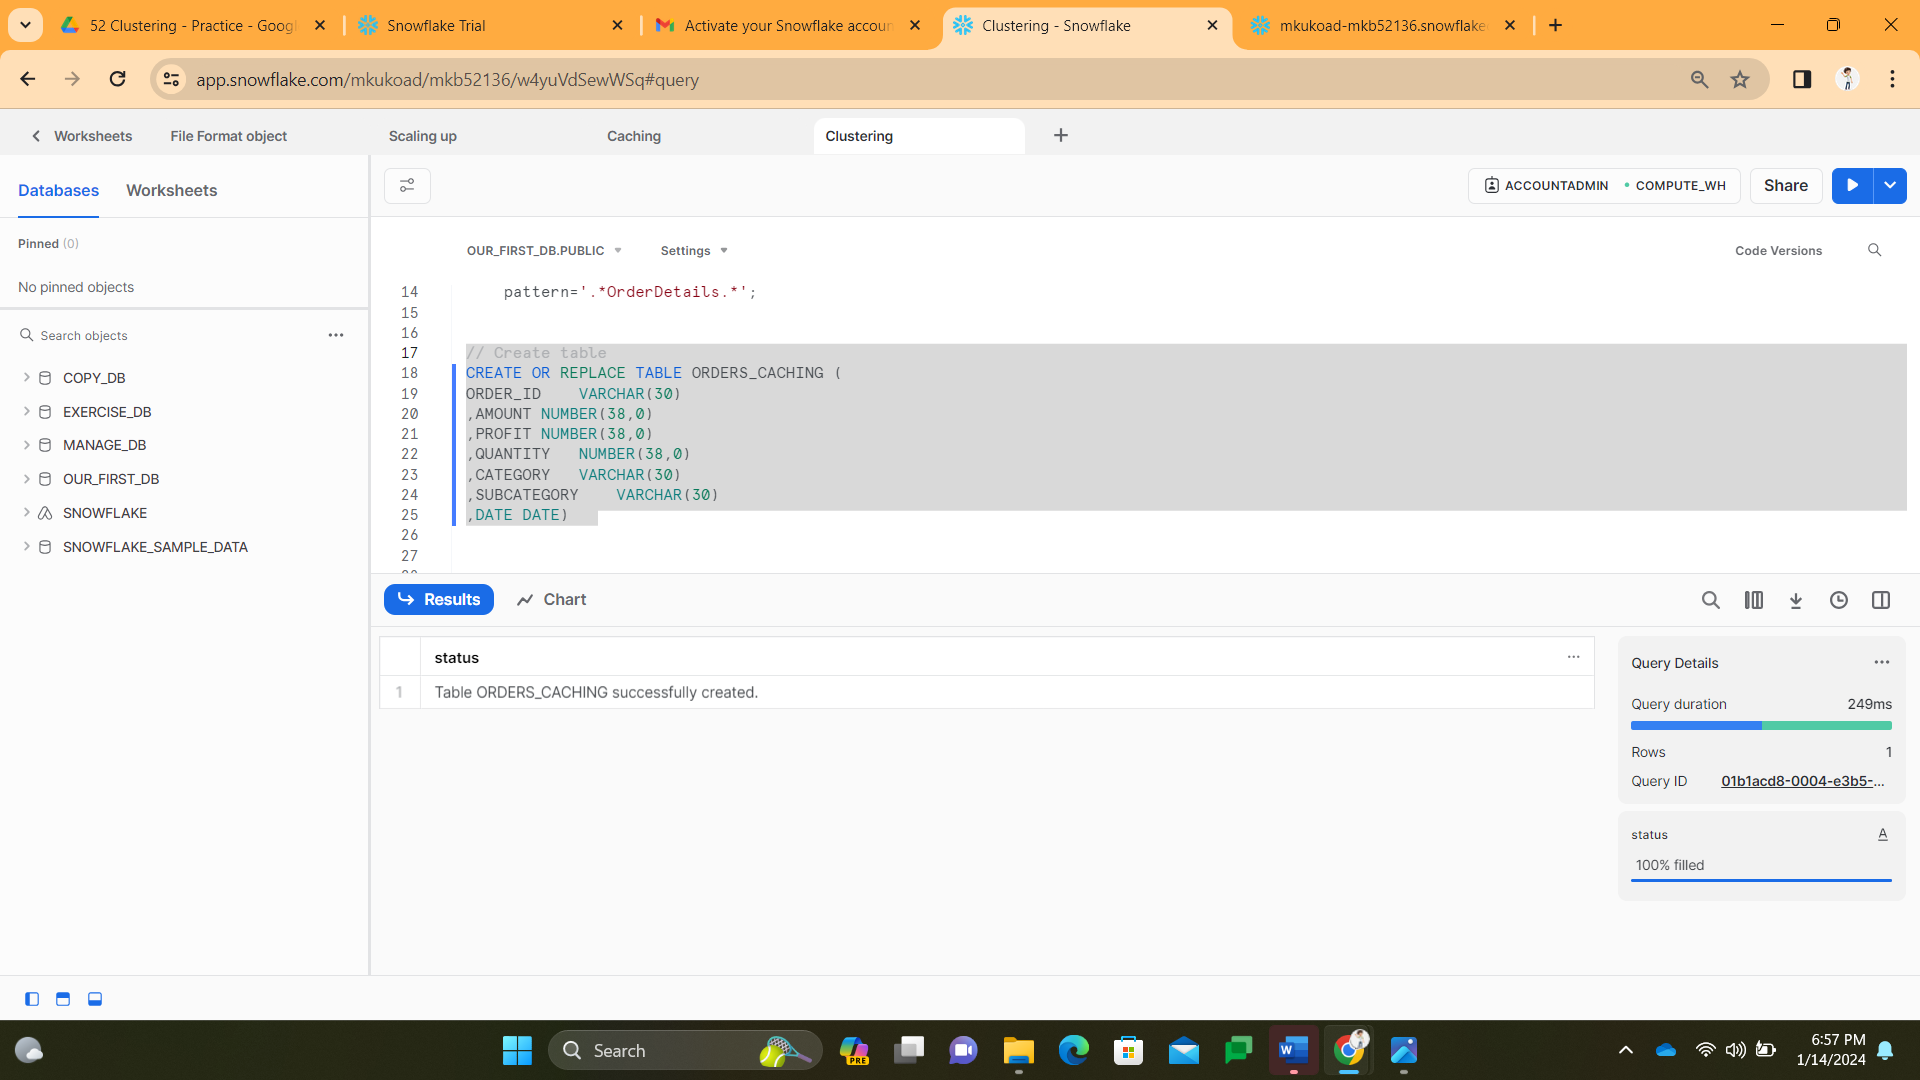 52 Clustering - Practice - Googl
Snowflake Trial
Activate your Snowflake accoun
Clustering - Snowflake
mkukoad-mkb52136.snowflake
app.snowflake.com/mkukoad/mkb52136/w4yuVdSewWSq#query
Worksheets
File Format object
Scaling up
Caching
Clustering
Databases
Worksheets
ACCOUNTADMIN
COMPUTE_WH
Share
Pinned (0)
No pinned objects
Search objects
COPY_DB
EXERCISE_DB
MANAGE_DB
OUR_FIRST_DB
SNOWFLAKE
SNOWFLAKE_SAMPLE_DATA
OUR_FIRST_DB.PUBLIC
Settings
Code Versions
14 pattern='.*OrderDetails.*';
15
16
17 // Create table
18 CREATE OR REPLACE TABLE ORDERS_CACHING (
19 ORDER_ID VARCHAR(30)
20 ,AMOUNT NUMBER(38,0)
21 ,PROFIT NUMBER(38,0)
22 ,QUANTITY NUMBER(38,0)
23 ,CATEGORY VARCHAR(30)
24 ,SUBCATEGORY VARCHAR(30)
25 ,DATE DATE)
26
27
Results
Chart
status
1 Table ORDERS_CACHING successfully created.
Query Details
Query duration 249ms
Rows 1
Query ID 01b1acd8-0004-e3b5-...
status A
100% filled
Search
PRE
W
6:57 PM
1/14/2024